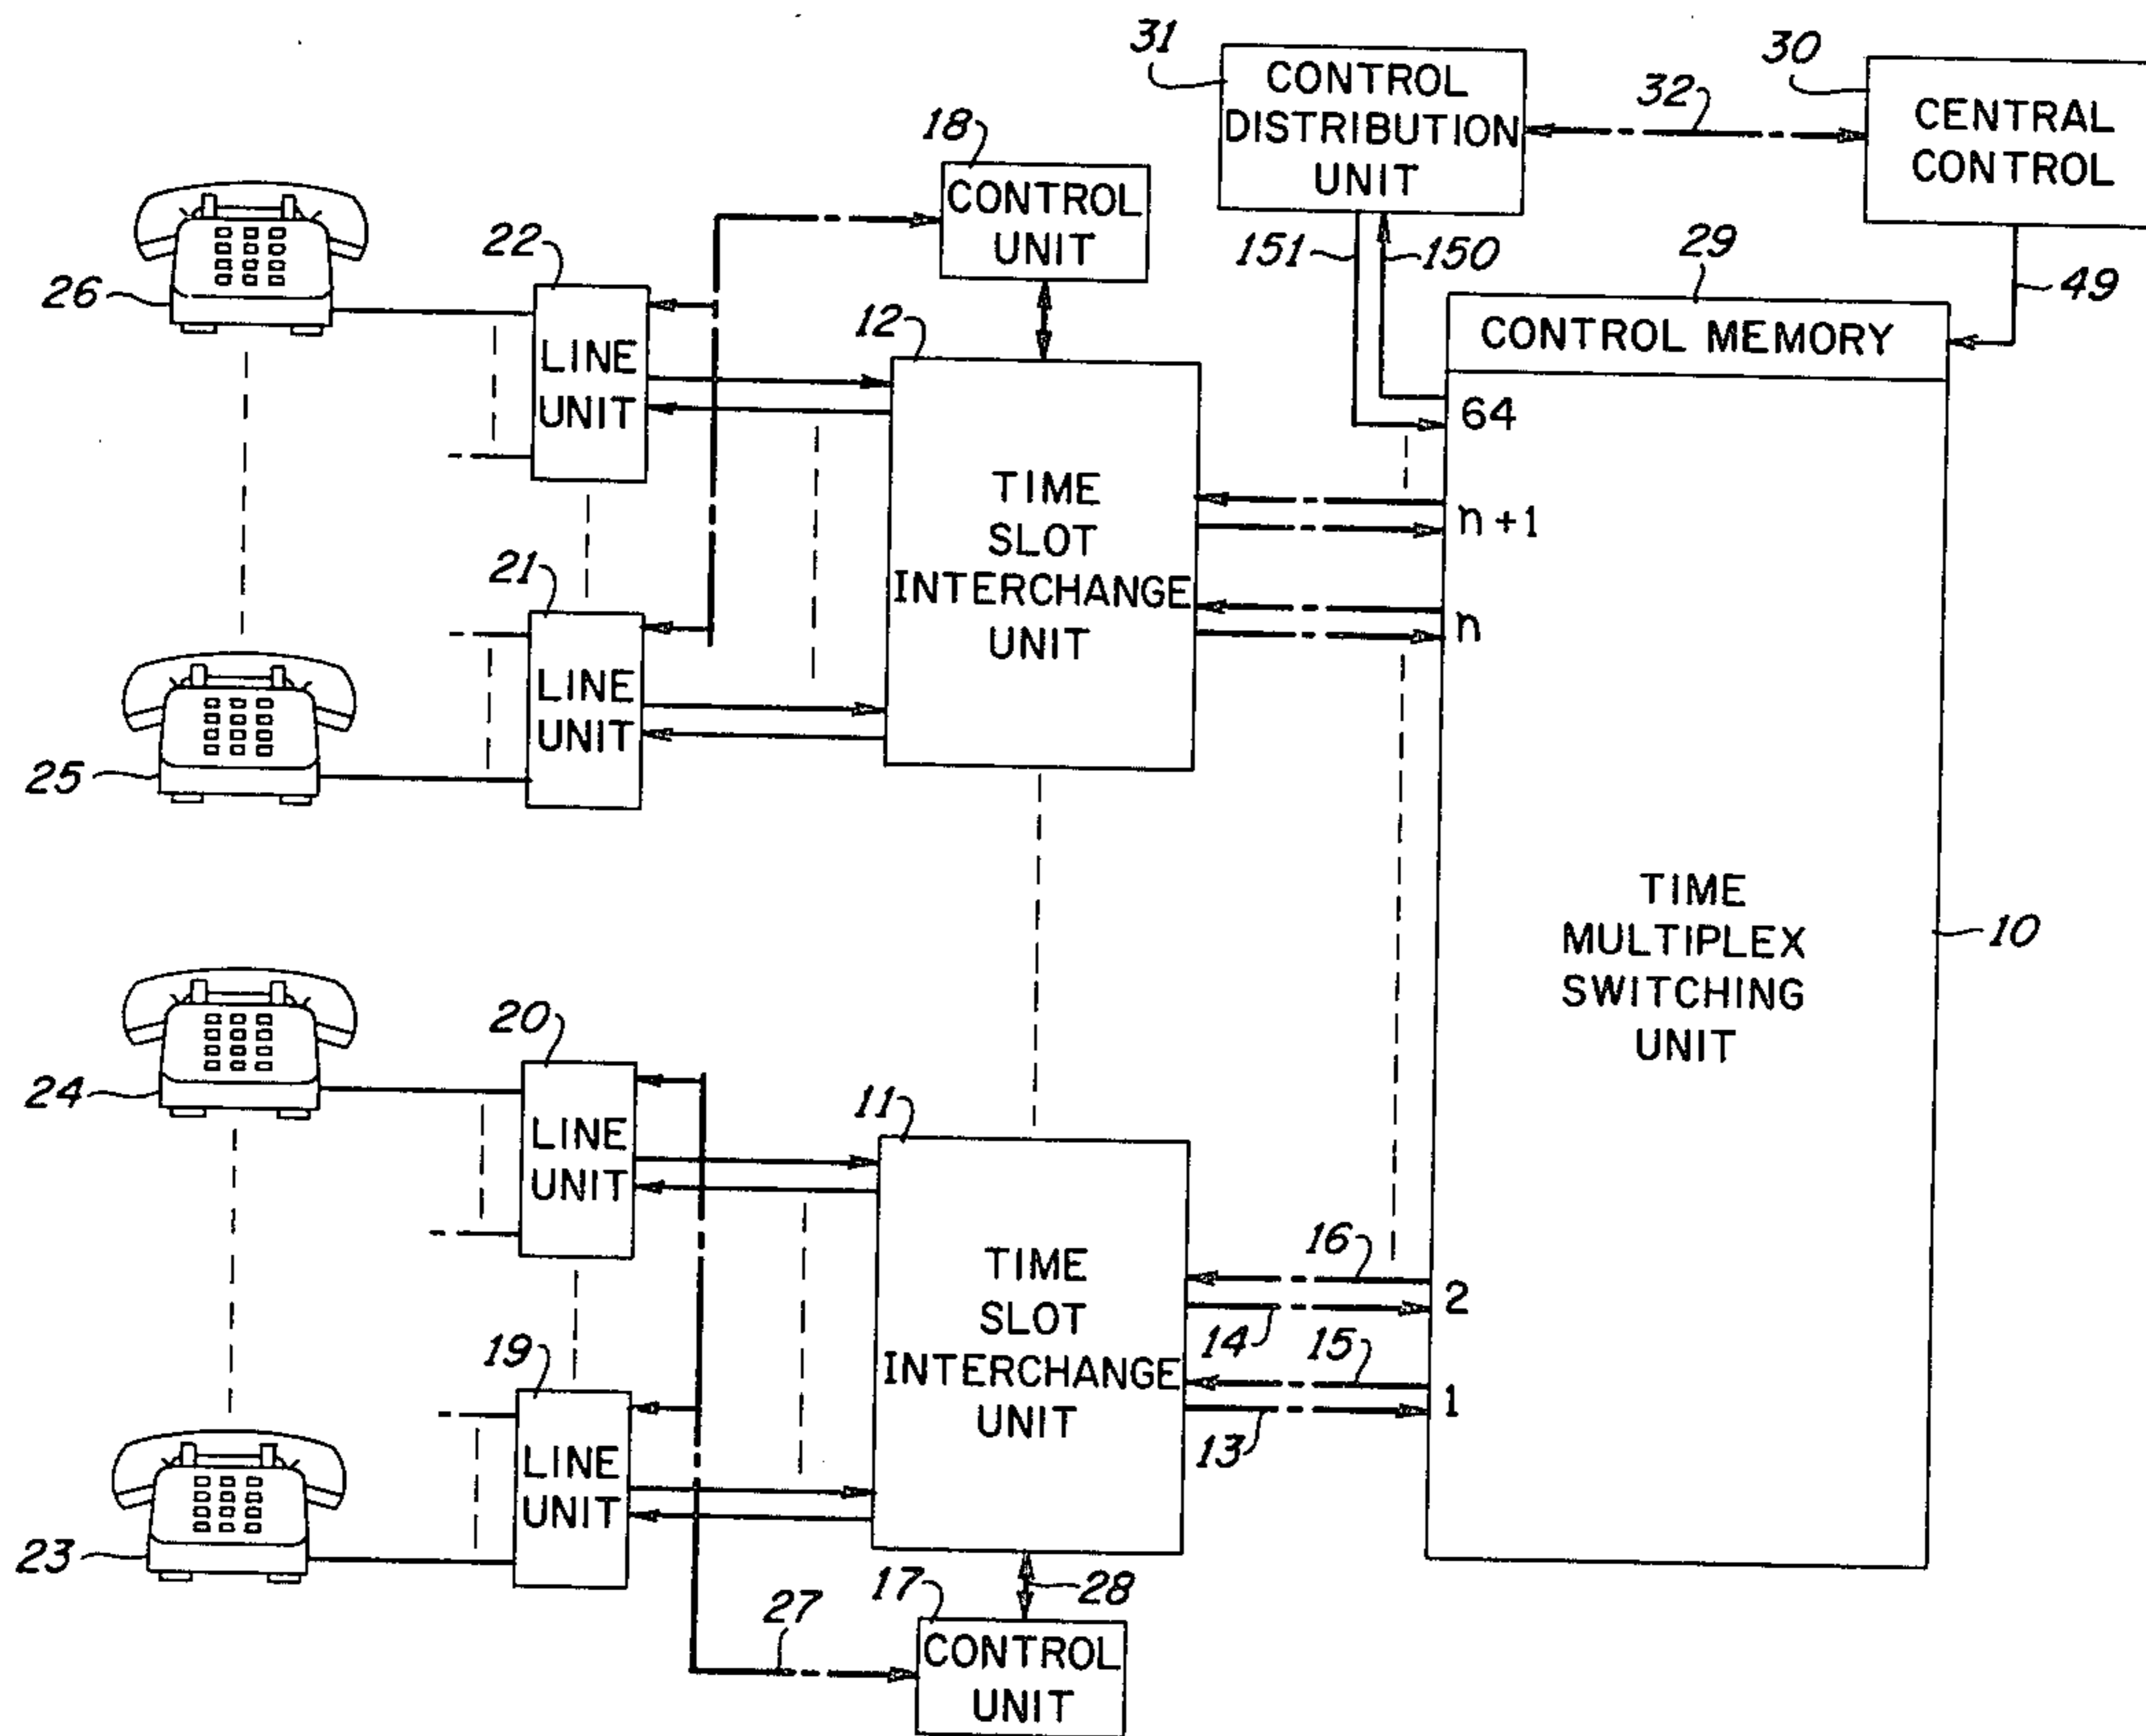 31
CONTROL
DISTRIBUTION
UNIT
32
30
CENTRAL
CONTROL
18
CONTROL
UNIT
151
150
29
49
CONTROL MEMORY
26
22
LINE
UNIT
12
TIME
SLOT
INTERCHANGE
UNIT
64
n+1
n
21
LINE
UNIT
25
TIME
MULTIPLEX
SWITCHING
UNIT
10
24
20
LINE
UNIT
11
TIME
SLOT
INTERCHANGE
UNIT
16
2
14
15
1
13
19
LINE
UNIT
23
28
27
17
CONTROL
UNIT